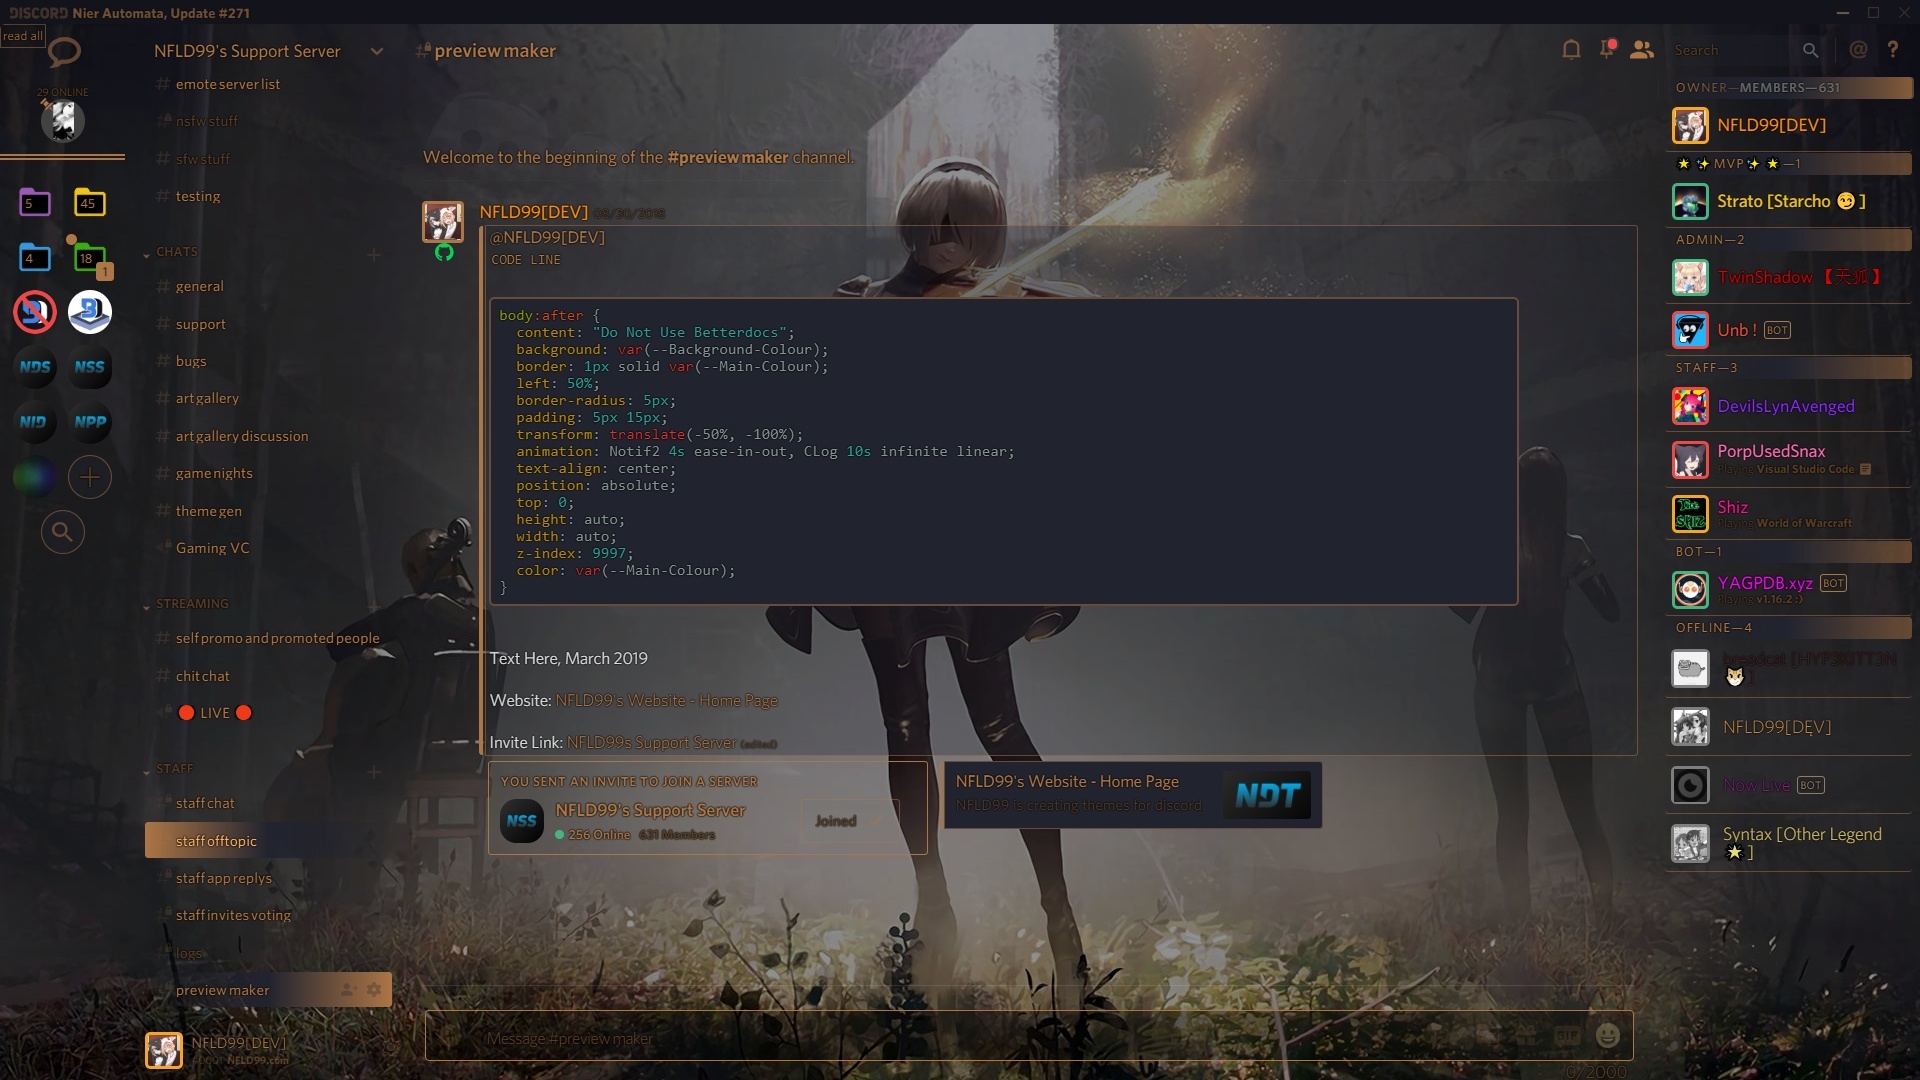 DISCORD Nier Automata, Update #271
read all
29 ONLINE
5
45
4
18
1
NDS
NSS
NID
NPP
NFLD99's Support Server
emote server list
nsfw stuff
sfw stuff
testing
CHATS
general
support
bugs
art gallery
art gallery discussion
game nights
theme gen
Gaming VC
STREAMING
self promo and promoted people
chit chat
LIVE
STAFF
staff chat
staff offtopic
staff app replys
staff invites voting
logs
preview maker
NFLD99[DEV]
NFLD99.com
# preview maker
Search
Welcome to the beginning of the #preview maker channel.
NFLD99[DEV] 08/30/2018
@NFLD99[DEV]
CODE LINE
body:after {
content: "Do Not Use Betterdocs";
background: var(--Background-Colour);
border: 1px solid var(--Main-Colour);
left: 50%;
border-radius: 5px;
padding: 5px 15px;
transform: translate(-50%, -100%);
animation: Notif2 4s ease-in-out, CLog 10s infinite linear;
text-align: center;
position: absolute;
top: 0;
height: auto;
width: auto;
z-index: 9997;
color: var(--Main-Colour);
}
Text Here, March 2019
Website: NFLD99's Website - Home Page
Invite Link: NFLD99s Support Server (edited)
YOU SENT AN INVITE TO JOIN A SERVER
NSS
NFLD99's Support Server
256 Online 631 Members
Joined
NFLD99's Website - Home Page
NFLD99 is creating themes for discord.
NDT
Message #preview maker
GIF
0/2000
OWNER—MEMBERS—631
NFLD99[DEV]
MVP—1
Strato [Starcho 😏 ]
ADMIN—2
TwinShadow 【天狐】
Unb ! BOT
STAFF—3
DevilsLynAvenged
PorpUsedSnax
Playing Visual Studio Code
Shiz
Playing World of Warcraft
BOT—1
YAGPDB.xyz BOT
Playing v1.16.2 :)
OFFLINE—4
breadcat [HYP3RKITT3N
]
NFLD99[DEV]
Now Live BOT
Syntax [Other Legend
🌟 ]